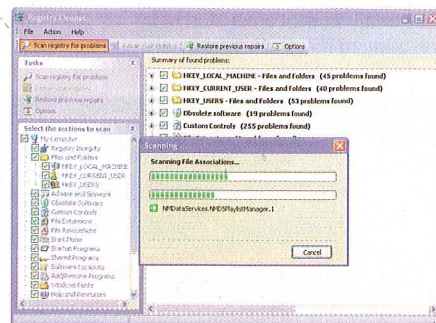 Registry Cleaner
File Action Help
Scan registry for problems Restore previous repairs Options
Tasks
Scan registry for problems
Restore previous repairs
Options
Select the sections to scan
My Computer
Registry Integrity
Files and Folders
HKEY_LOCAL_MACHINE
HKEY_CURRENT_USER
HKEY_USERS
Adware and Spyware
Obsolete Software
Custom Controls
File Extensions
File Associations
Start Menu
Startup Programs
Shared Programs
Software Locations
Add/Remove Programs
Windows Fonts
Help and Resources
Summary of found problems:
HKEY_LOCAL_MACHINE - Files and Folders (45 problems found)
HKEY_CURRENT_USER - Files and Folders (40 problems found)
HKEY_USERS - Files and Folders (53 problems found)
Obsolete software (19 problems found)
Custom Controls (255 problems found)
Scanning...
Scanning File Associations...
NMDataServices.NMDSPlaylistManager.1
Cancel